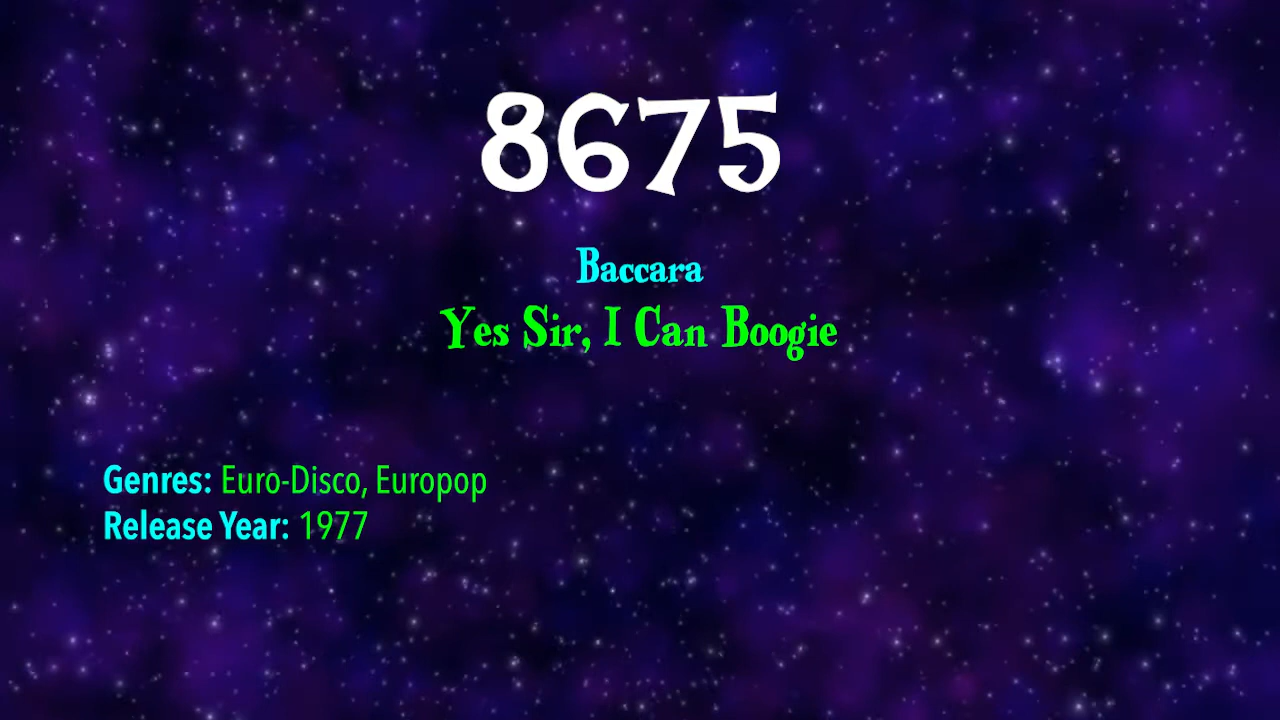 8675
Baccara
Yes Sir, I Can Boogie
Genres: Euro-Disco, Europop
Release Year: 1977